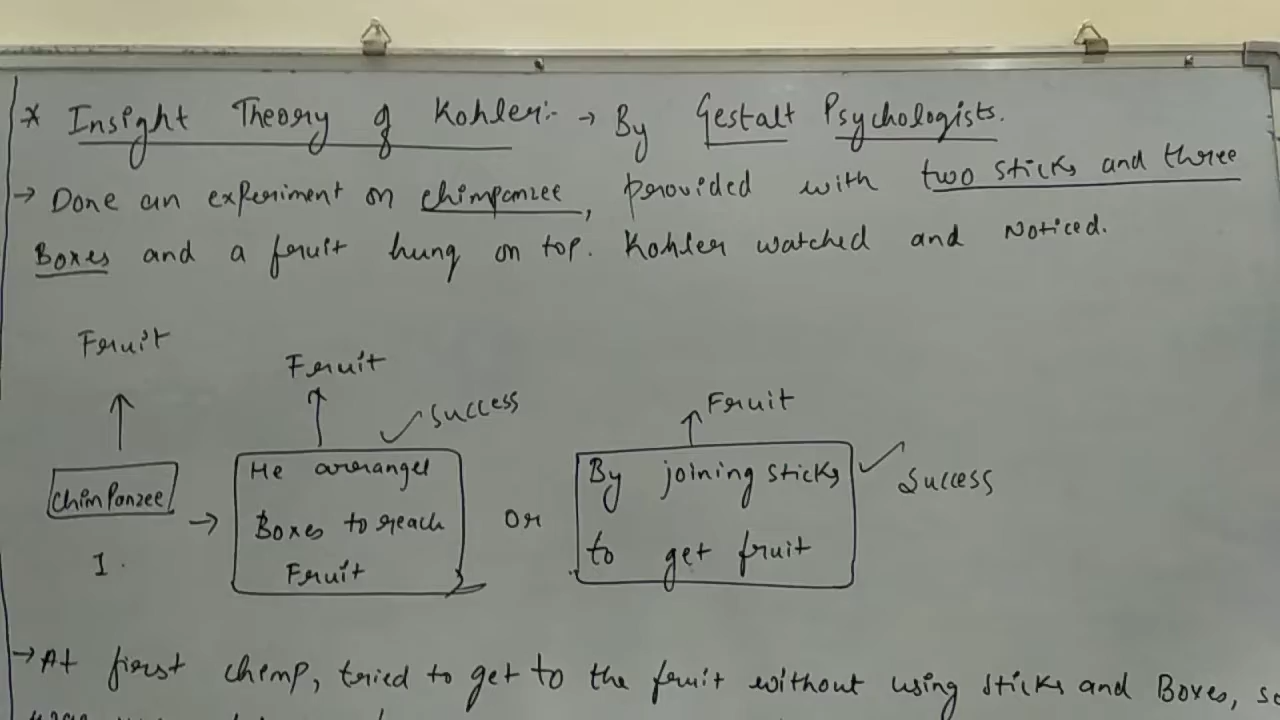 * Insight Theory of Kohler:- → By Gestalt Psychologists.
→ Done an experiment on chimpanzee, provided with two sticks and three
Boxes and a fruit hung on top. Kohler watched and Noticed.
Fruit
Fruit
✓ Success
Fruit
chimpanzee
→
He arranges
Boxes to reach
Fruit
or
By joining sticks
to get fruit
✓ Success
1.
→ At first chimp, tried to get to the fruit without using sticks and Boxes, so